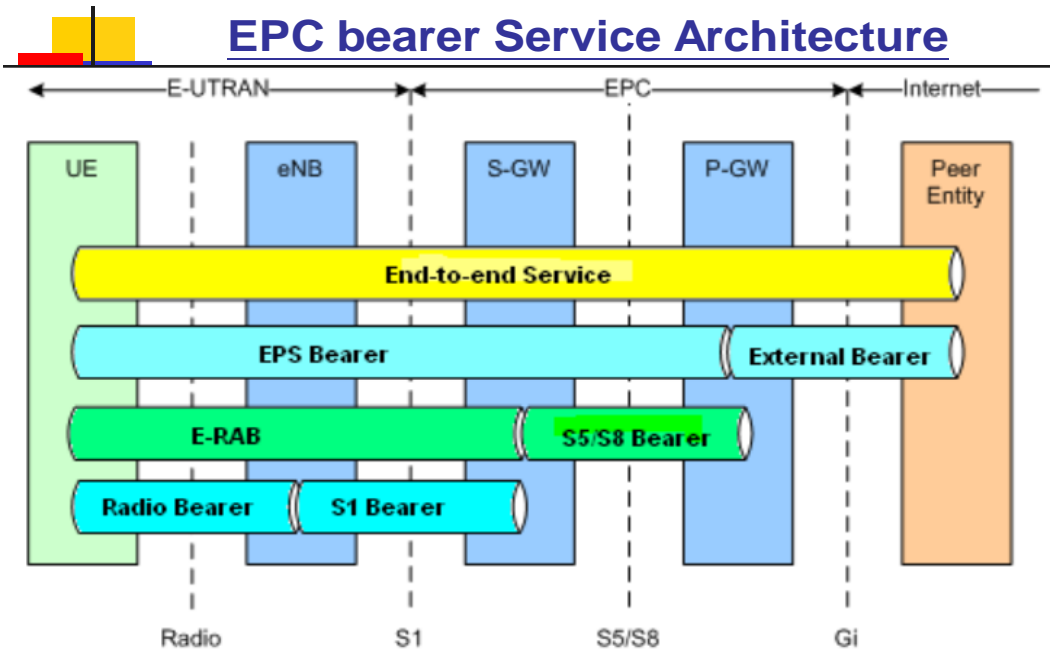 EPC bearer Service Architecture
E-UTRAN EPC Internet
UE eNB S-GW P-GW Peer
Entity
End-to-end Service
EPS Bearer External Bearer
E-RAB S5/S8 Bearer
Radio Bearer S1 Bearer
Radio S1 S5/S8 Gi